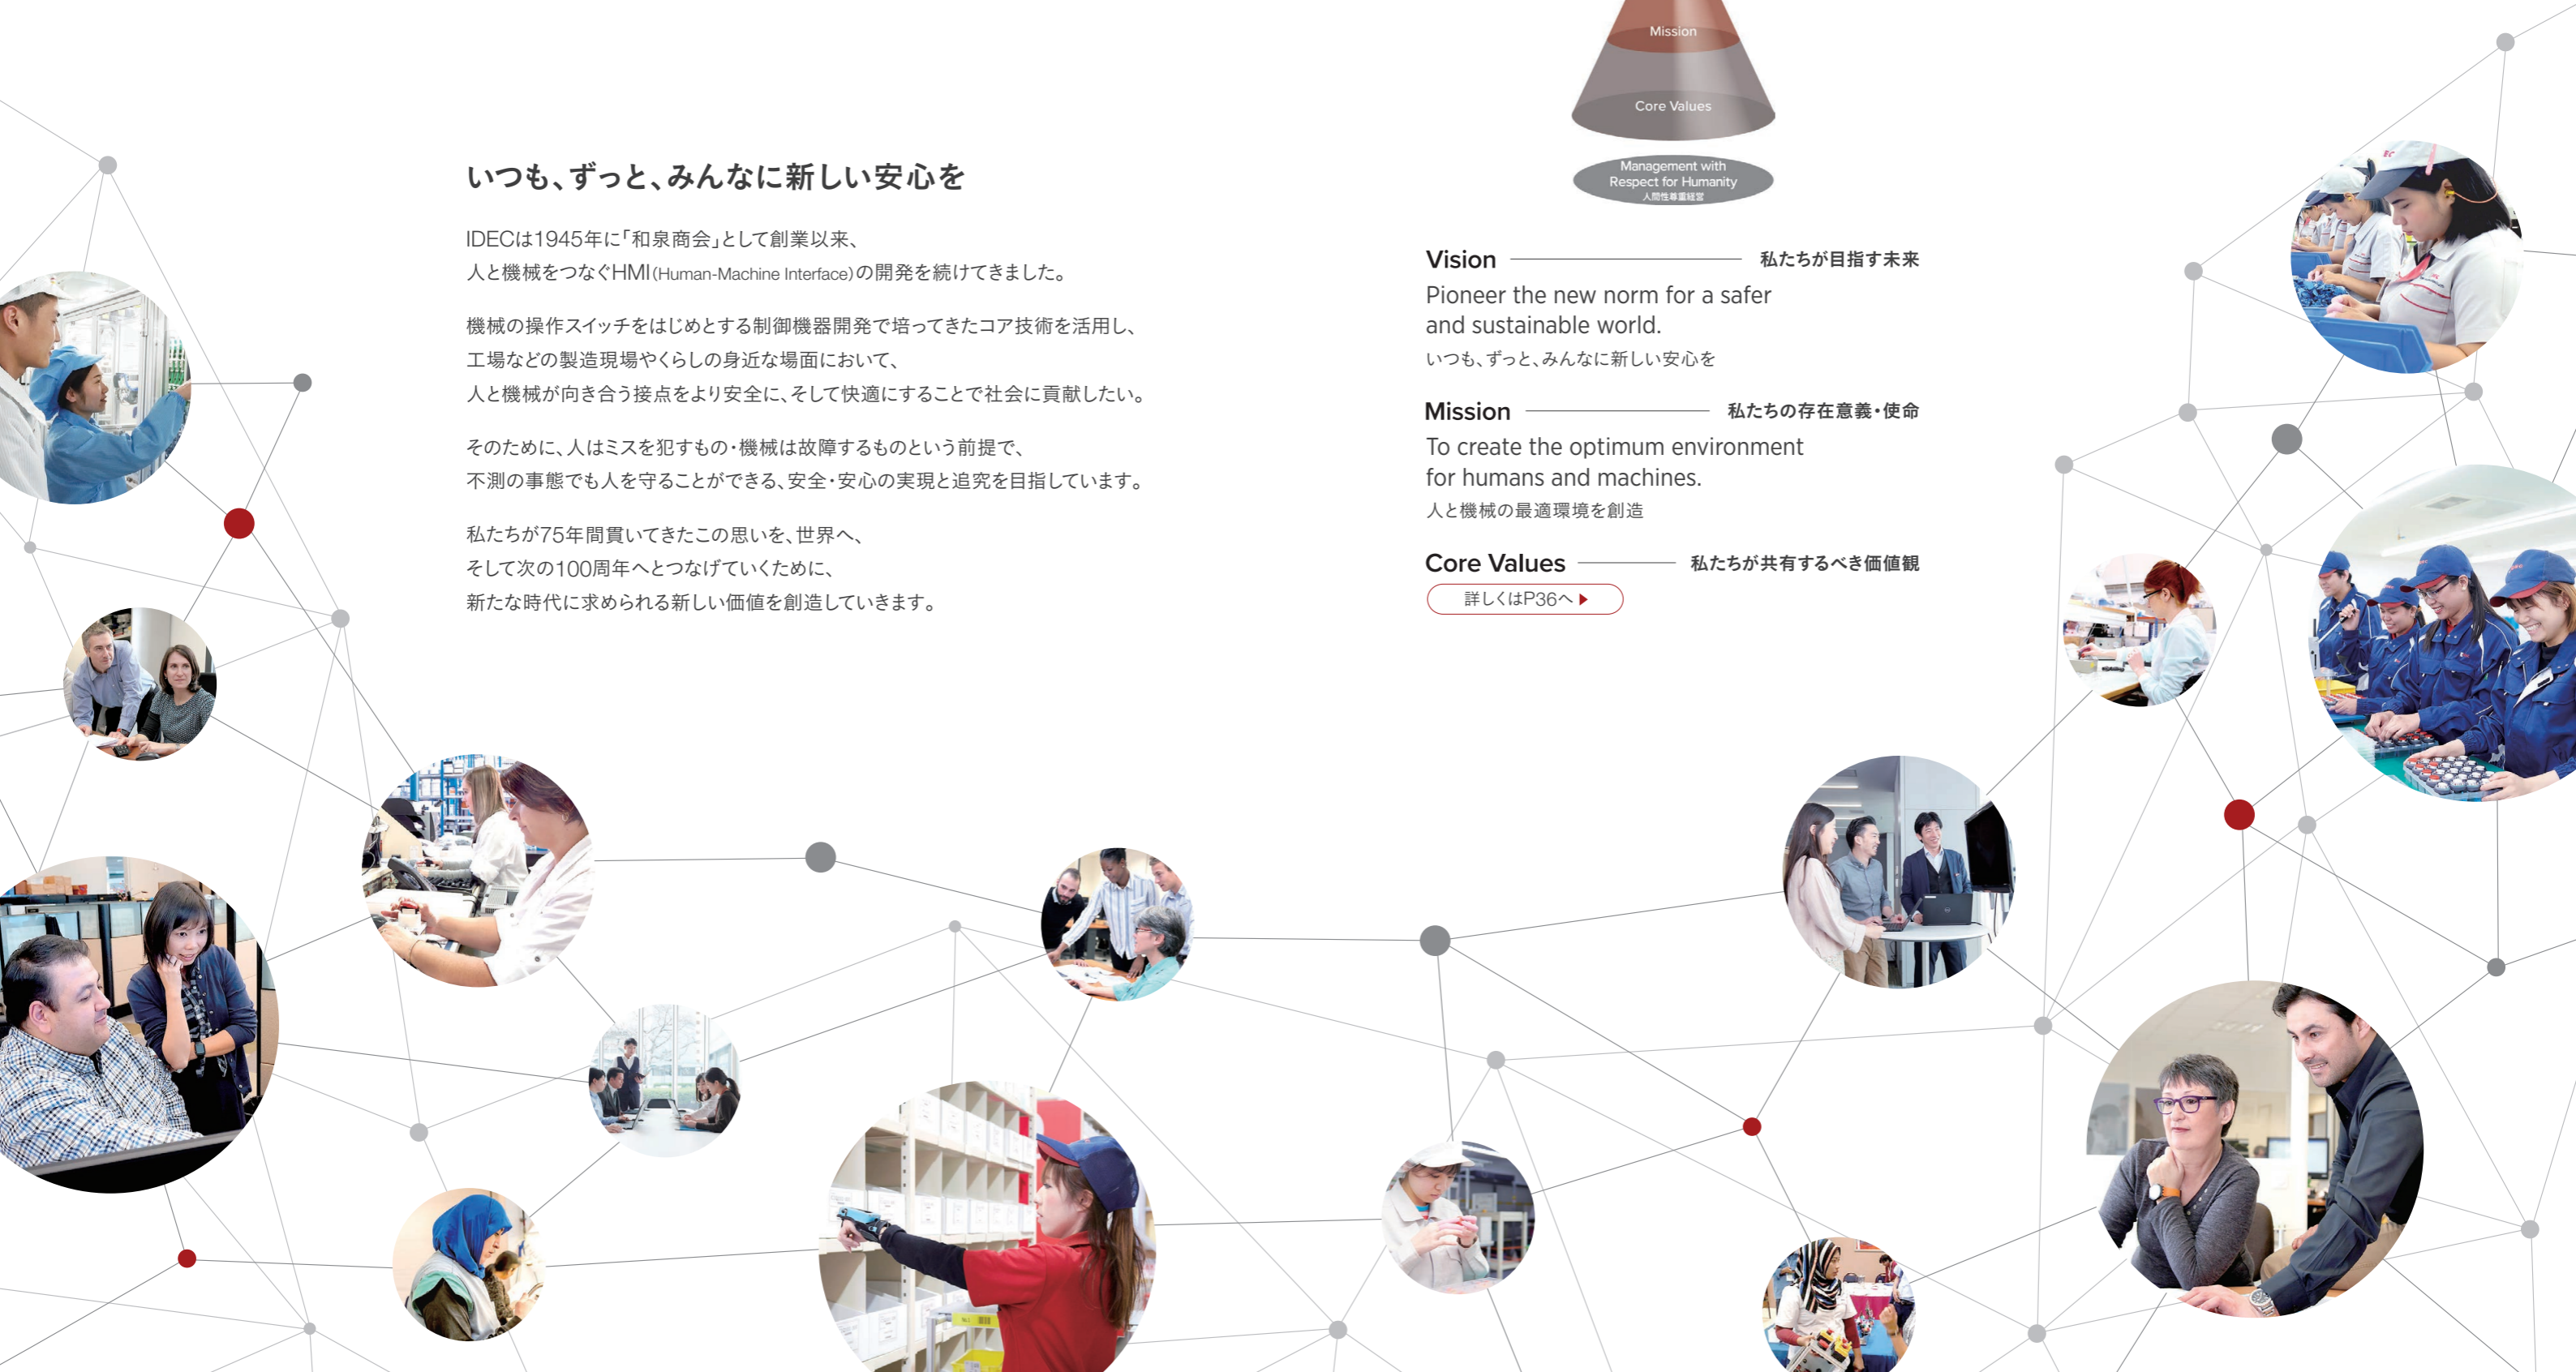 いつも、ずっと、みんなに新しい安心を
IDECは1945年に「和泉商会」として創業以来、
人と機械をつなぐHMI(Human-Machine Interface)の開発を続けてきました。
機械の操作スイッチをはじめとする制御機器開発で培ってきたコア技術を活用し、
工場などの製造現場やくらしの身近な場面において、
人と機械が向き合う接点をより安全に、そして快適にすることで社会に貢献したい。
そのために、人はミスを犯すもの・機械は故障するものという前提で、
不測の事態でも人を守ることができる、安全・安心の実現と追究を目指しています。
私たちが75年間貫いてきたこの思いを、世界へ、
そして次の100周年へとつなげていくために、
新たな時代に求められる新しい価値を創造していきます。
Mission
Core Values
Management with
Respect for Humanity
人間性尊重経営
Vision 私たちが目指す未来
Pioneer the new norm for a safer
and sustainable world.
いつも、ずっと、みんなに新しい安心を
Mission 私たちの存在意義・使命
To create the optimum environment
for humans and machines.
人と機械の最適環境を創造
Core Values 私たちが共有するべき価値観
詳しくはP36へ